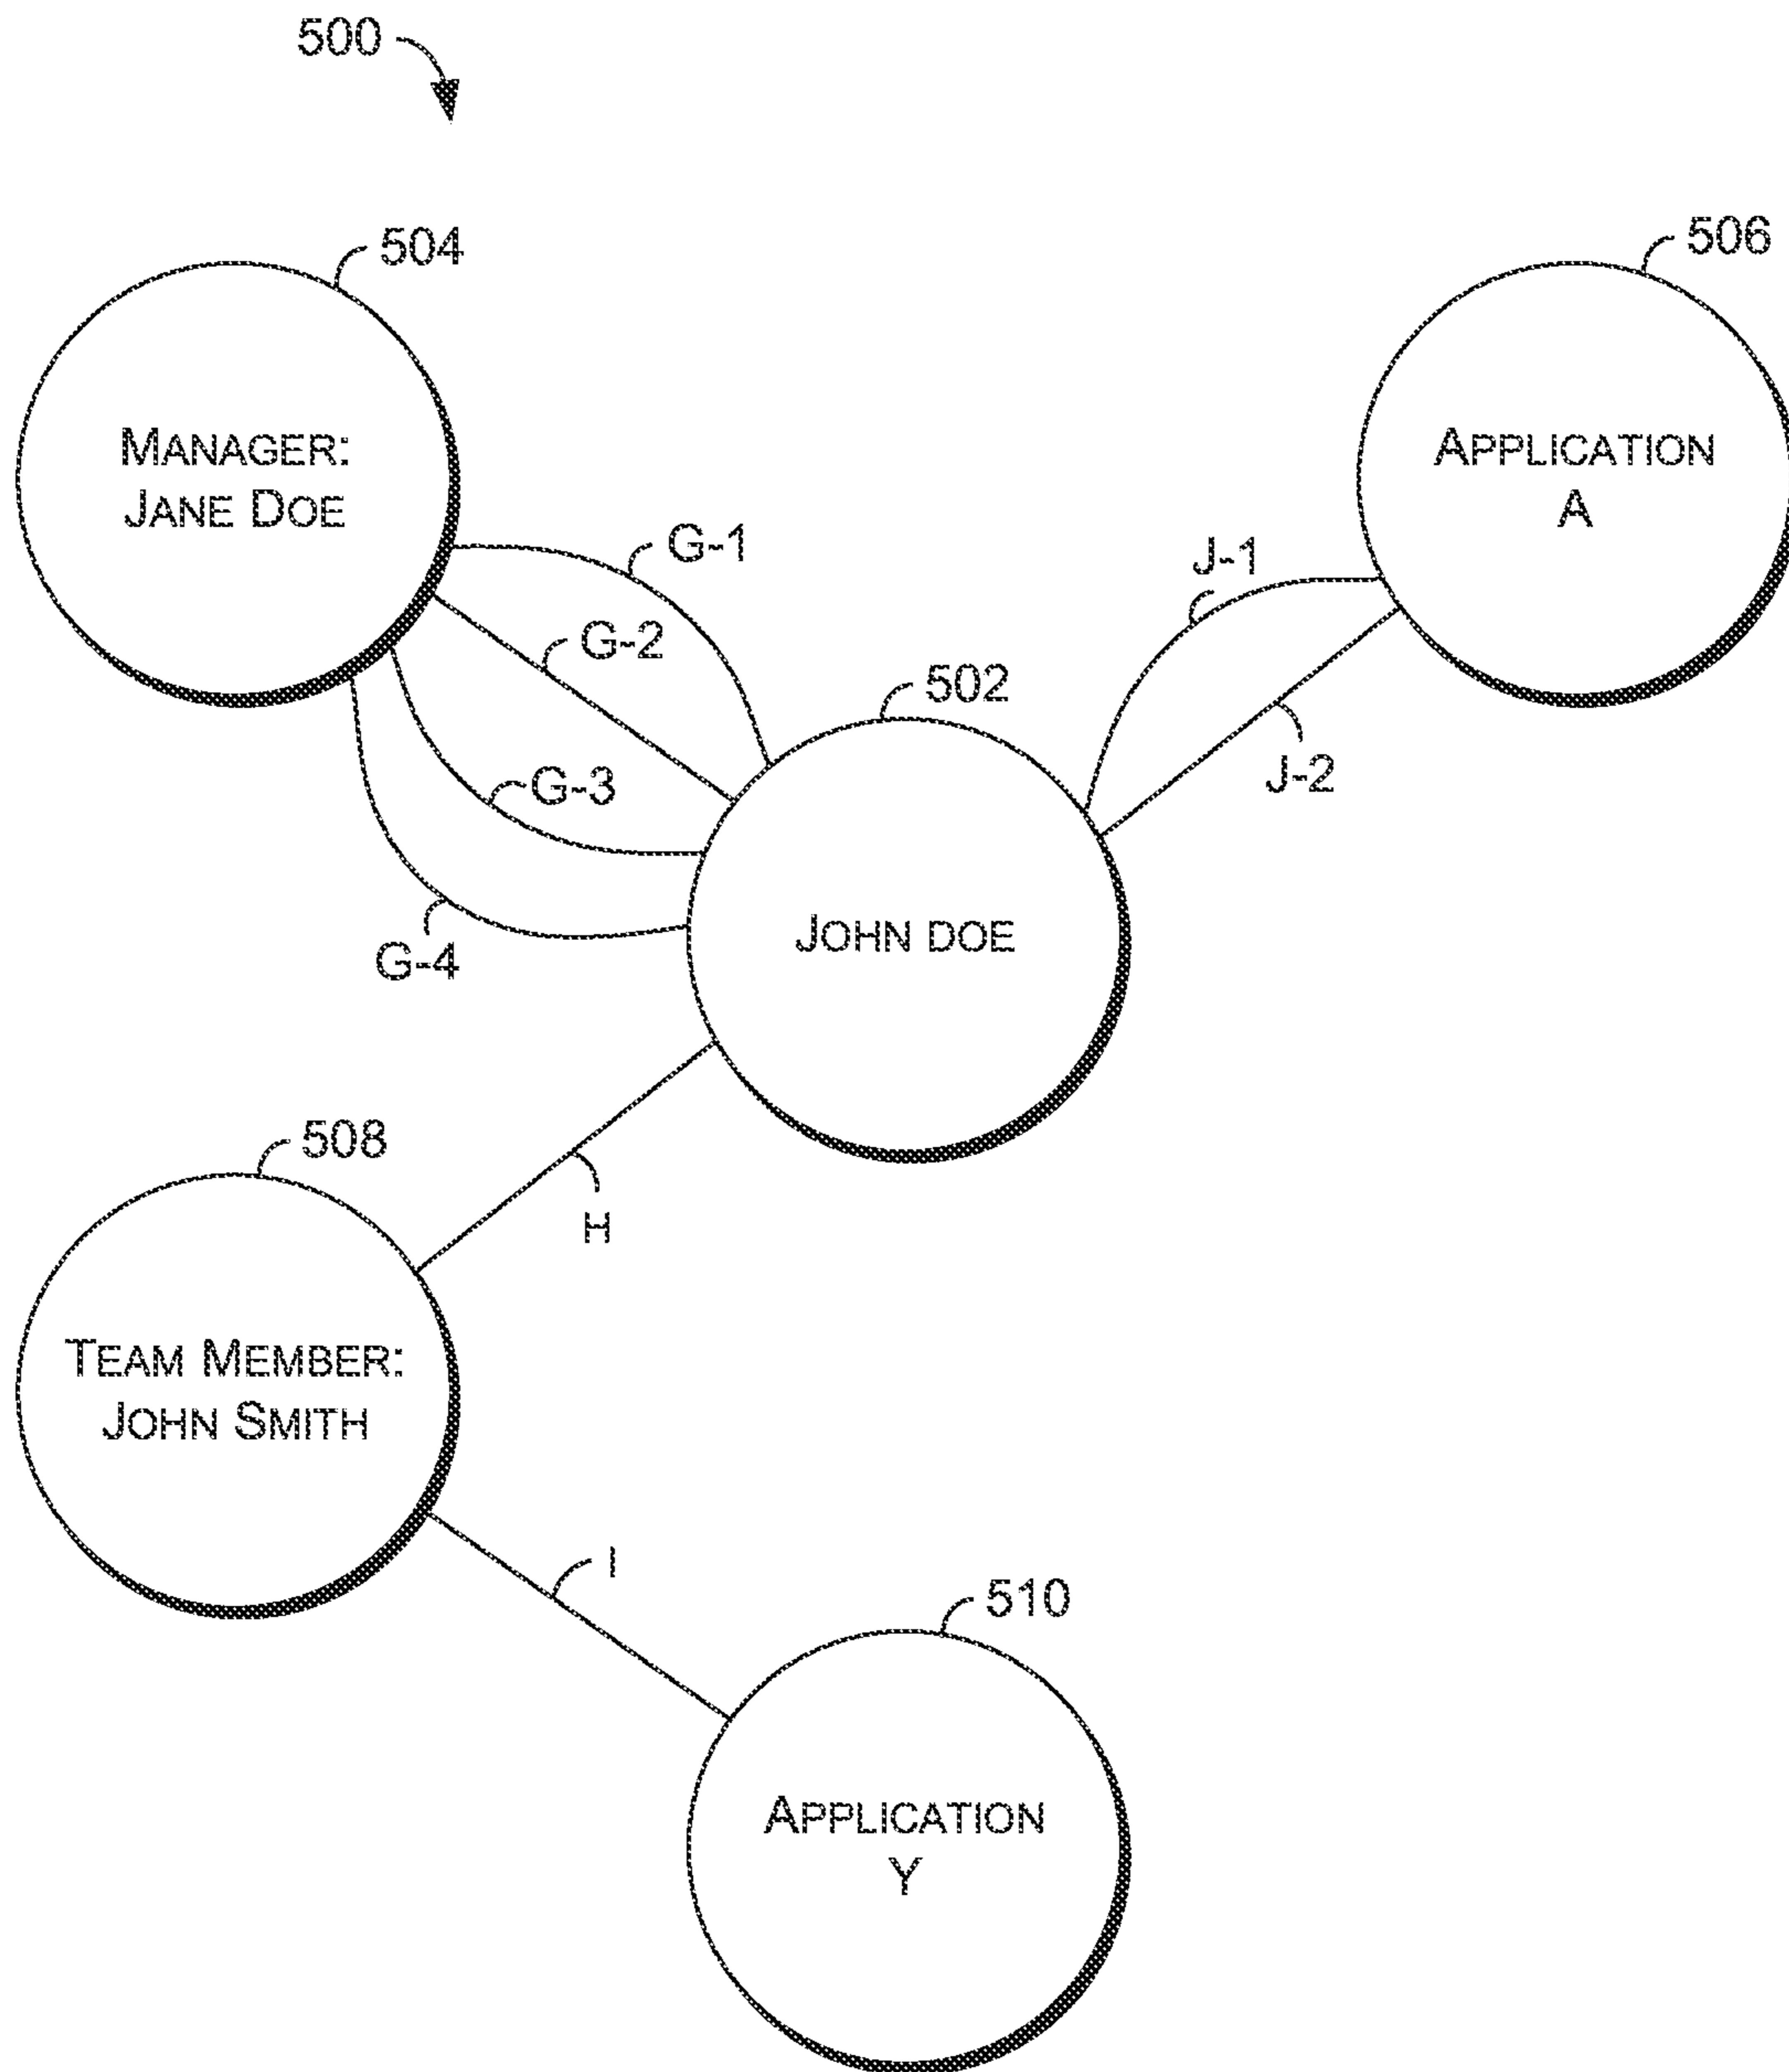 500
504
506
MANAGER:
JANE DOE
APPLICATION
A
G-1
J-1
G-2
502
J-2
G-3
JOHN DOE
G-4
508
H
TEAM MEMBER:
JOHN SMITH
I
510
APPLICATION
Y